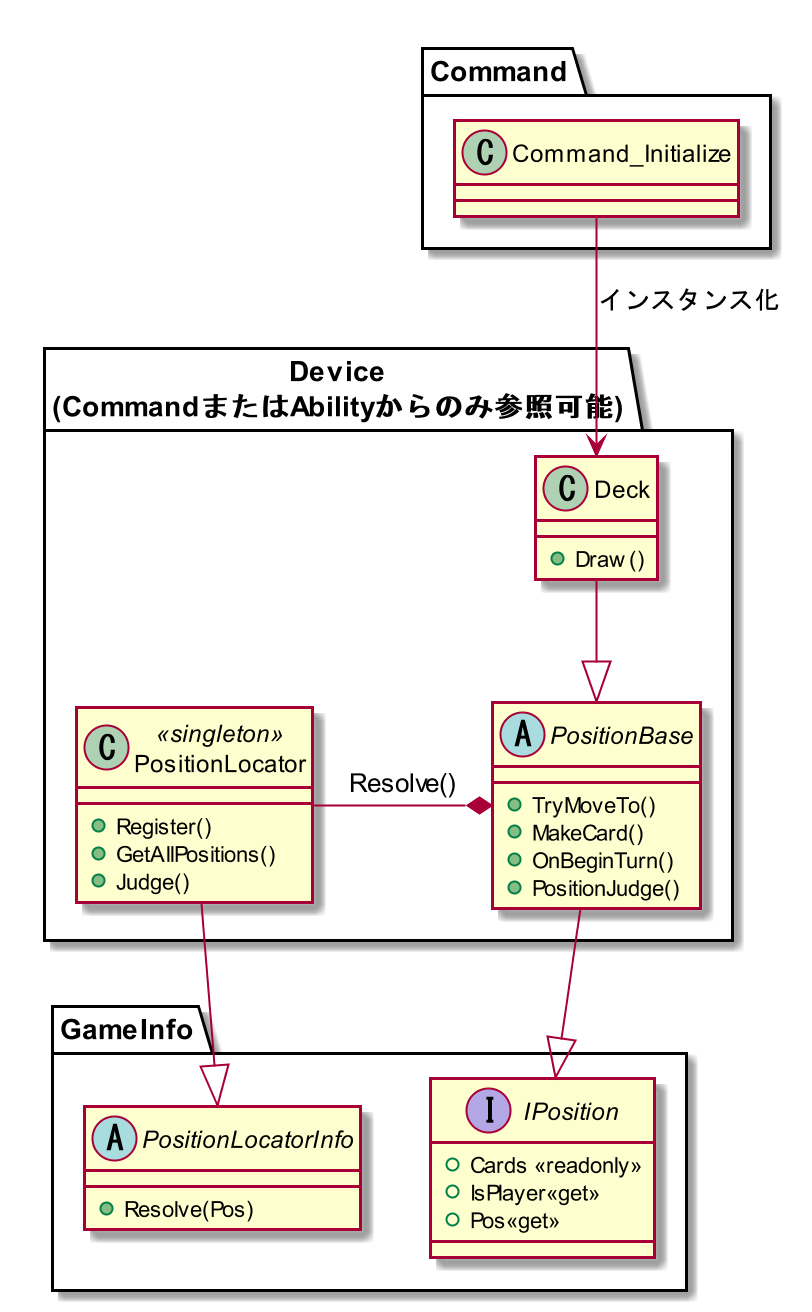 Command
C Command_Initialize
インスタンス化
Device
(CommandまたはAbilityからのみ参照可能)
C Deck
Draw()
«singleton»
C PositionLocator
Register()
GetAllPositions()
Judge()
Resolve()
A PositionBase
TryMoveTo()
MakeCard()
OnBeginTurn()
PositionJudge()
GameInfo
A PositionLocatorInfo
Resolve(Pos)
I IPosition
Cards «readonly»
IsPlayer«get»
Pos«get»